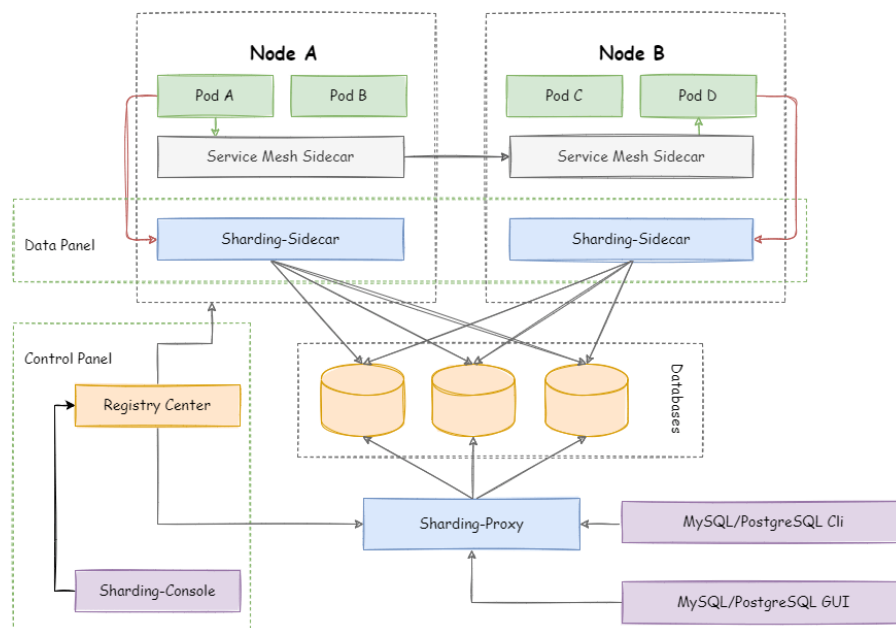 Node A
Node B
Pod A
Pod B
Pod C
Pod D
Service Mesh Sidecar
Service Mesh Sidecar
Data Panel
Sharding-Sidecar
Sharding-Sidecar
Control Panel
Registry Center
Databases
Sharding-Proxy
MySQL/PostgreSQL Cli
Sharding-Console
MySQL/PostgreSQL GUI